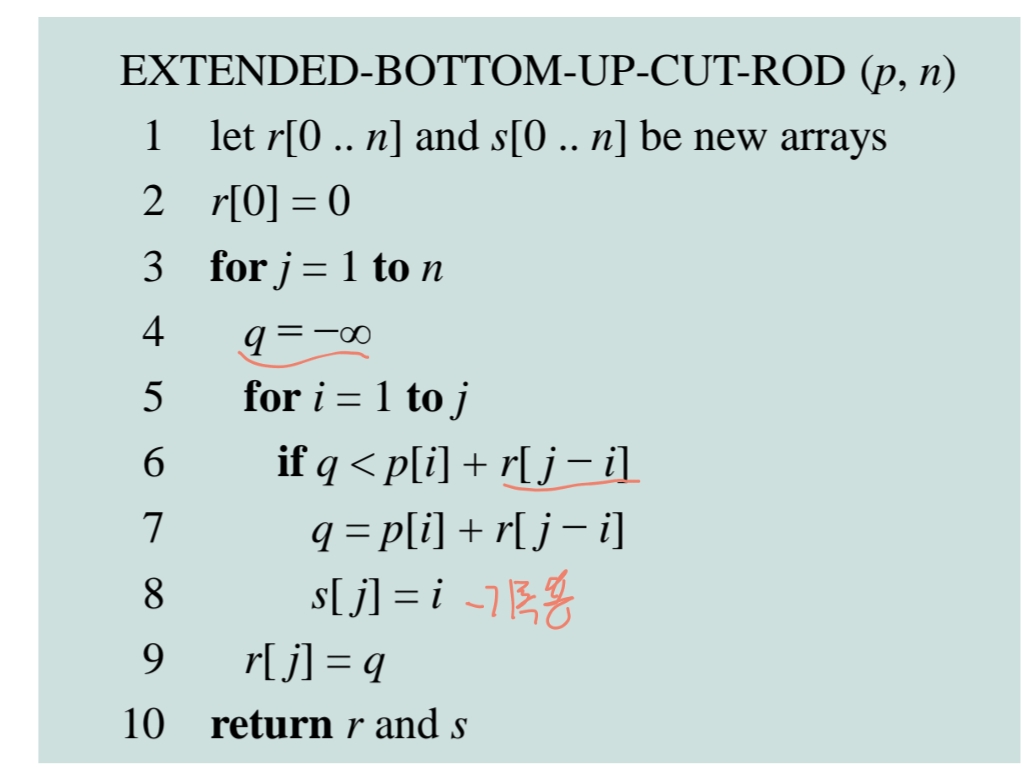 EXTENDED-BOTTOM-UP-CUT-ROD (p, n)
1 let r[0 .. n] and s[0 .. n] be new arrays
2 r[0] = 0
3 for j = 1 to n
4 q = −∞
5 for i = 1 to j
6 if q < p[i] + r[ j − i]
7 q = p[i] + r[ j − i]
8 s[ j] = i -기록용
9 r[ j] = q
10 return r and s